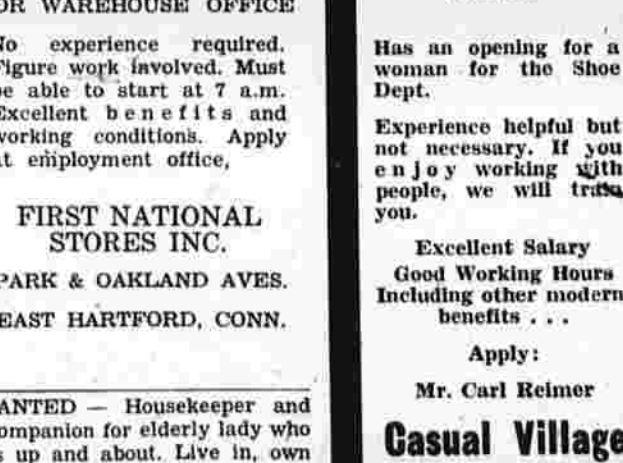 OR WAREHOUSE OFFICE
No experience required.
Figure work involved. Must
be able to start at 7 a.m.
Excellent benefits and
working conditions. Apply
at employment office,
FIRST NATIONAL
STORES INC.
PARK & OAKLAND AVES.
EAST HARTFORD, CONN.
ANTED — Housekeeper and
ompanion for elderly lady who
s up and about. Live in, own
Has an opening for a
woman for the Shoe
Dept.
Experience helpful but
not necessary. If you
enjoy working with
people, we will train
you.
Excellent Salary
Good Working Hours
Including other modern
benefits . . .
Apply:
Mr. Carl Reimer
Casual Village